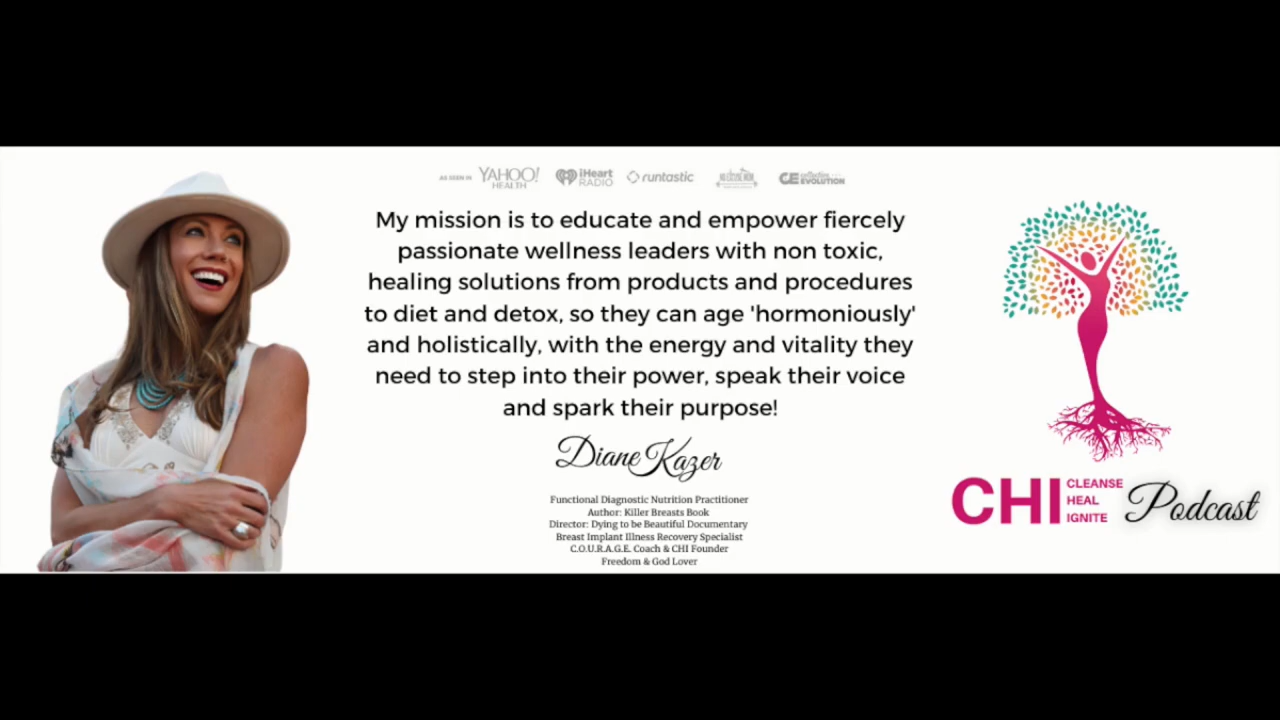 AS SEEN IN YAHOO! iHeart runtastic
HEALTH RADIO EVOLUTION
My mission is to educate and empower fiercely
passionate wellness leaders with non toxic,
healing solutions from products and procedures
to diet and detox, so they can age 'hormoniously'
and holistically, with the energy and vitality they
need to step into their power, speak their voice
and spark their purpose!
Diane Kazer
Functional Diagnostic Nutrition Practitioner
Author: Killer Breasts Book
Director: Dying to be Beautiful Documentary
Breast Implant Illness Recovery Specialist
C.O.U.R.A.G.E. Coach & CHI Founder
Freedom & God Lover
CHI CLEANSE
HEAL
IGNITE
Podcast